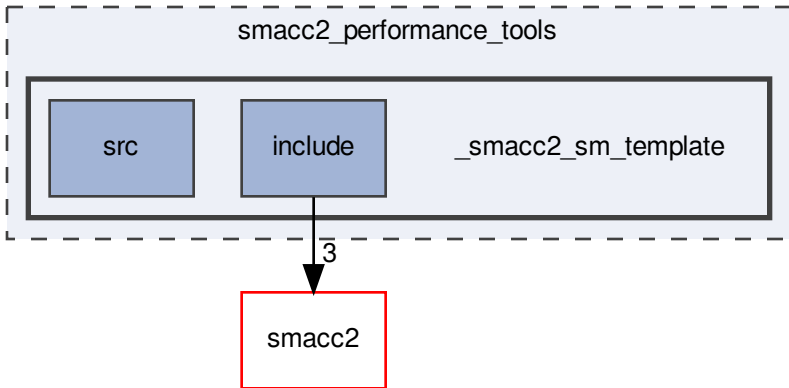 smacc2_performance_tools
src
include
_smacc2_sm_template
3
smacc2